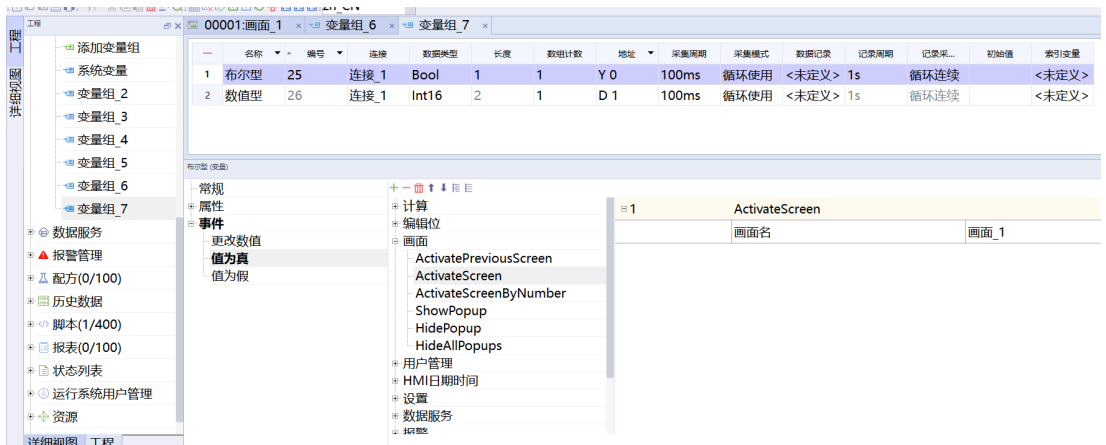 zh_CN
工程
00001:画面_1 × 变量组_6 × 变量组_7 ×
工程
详细视图
添加变量组
系统变量
变量组_2
变量组_3
变量组_4
变量组_5
变量组_6
变量组_7
数据服务
报警管理
配方(0/100)
历史数据
脚本(1/400)
报表(0/100)
状态列表
运行系统用户管理
资源
详细视图 工程
名称 编号 连接 数据类型 长度 数组计数 地址 采集周期 采集模式 数据记录 记录周期 记录采... 初始值 索引变量
1 布尔型 25 连接_1 Bool 1 1 Y 0 100ms 循环使用 <未定义> 1s 循环连续 <未定义>
2 数值型 26 连接_1 Int16 2 1 D 1 100ms 循环使用 <未定义> 1s 循环连续 <未定义>
布尔型 (变量)
常规
属性
事件
更改数值
值为真
值为假
计算
编辑位
画面
ActivatePreviousScreen
ActivateScreen
ActivateScreenByNumber
ShowPopup
HidePopup
HideAllPopups
用户管理
HMI日期时间
设置
数据服务
报警
1 ActivateScreen
画面名 画面_1